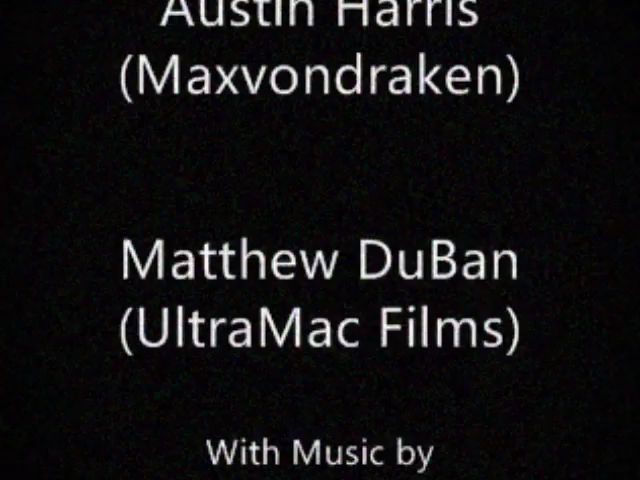 Austin Harris
(Maxvondraken)
Matthew DuBan
(UltraMac Films)
With Music by